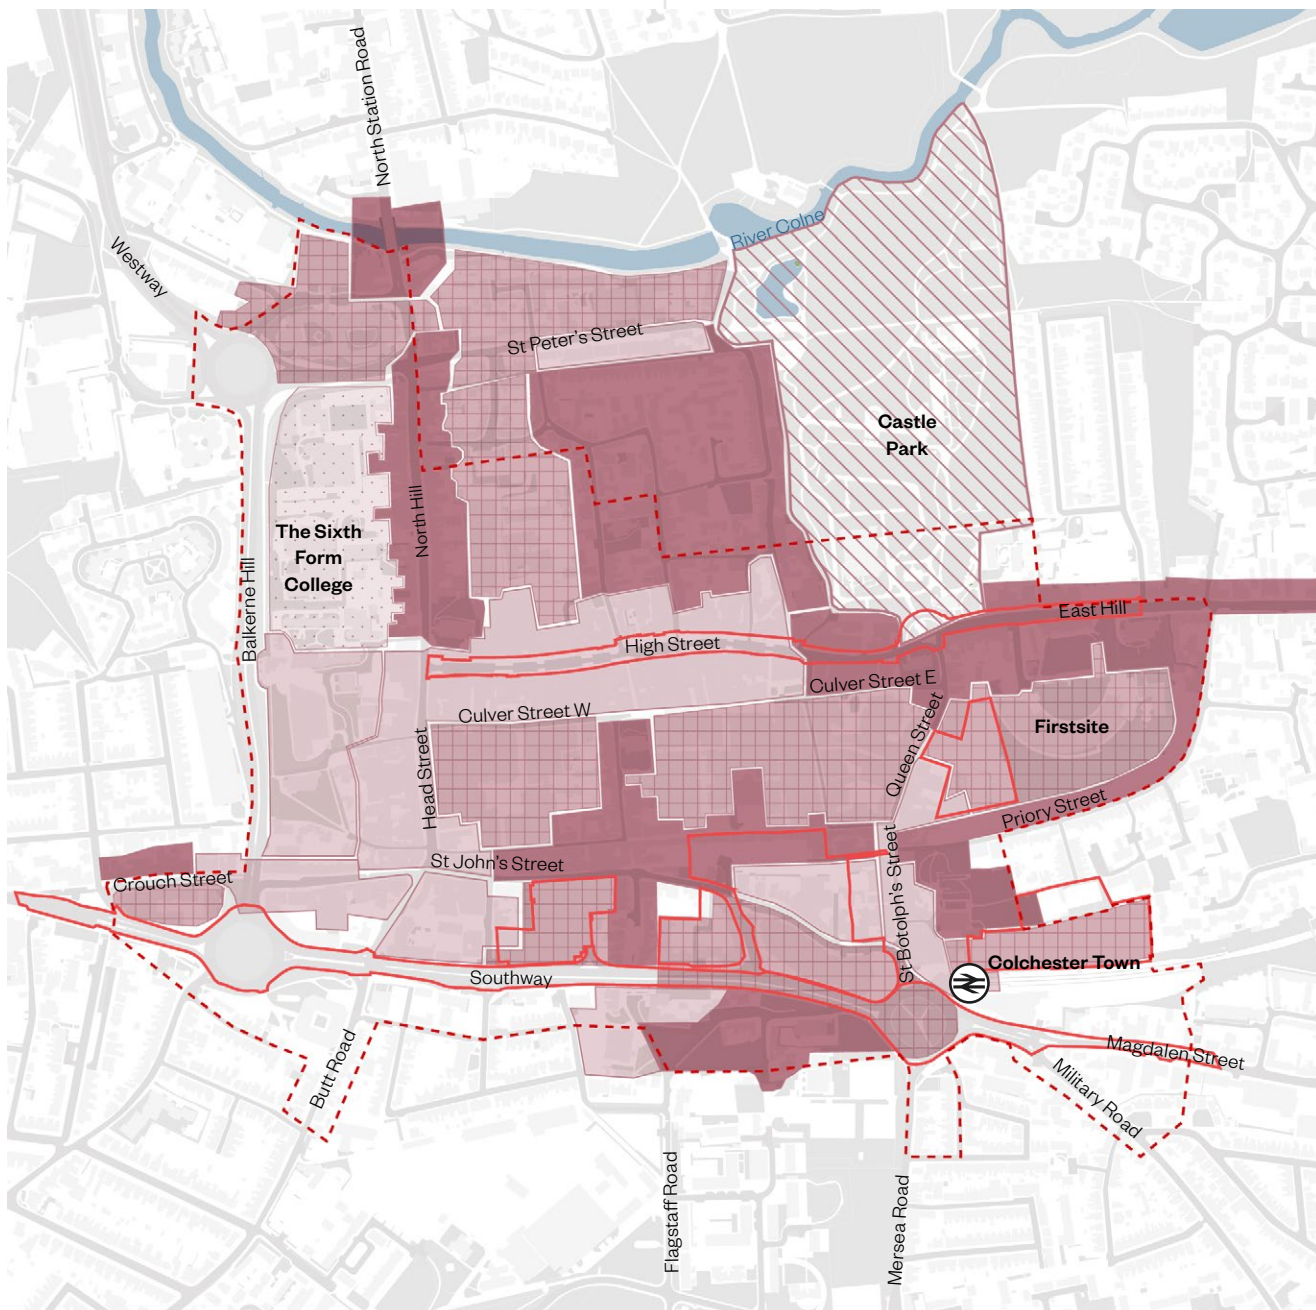 North Station Road
Westway
River Colne
St Peter's Street
Castle
Park
North Hill
The Sixth
Form
College
Balkerne Hill
East Hill
High Street
Culver Street E
Culver Street W
Queen Street
Firstsite
Head Street
Priory Street
St John's Street
St Botolph's Street
Crouch Street
Colchester Town
Southway
Magdalen Street
Butt Road
Military Road
Flagstaff Road
Mersea Road